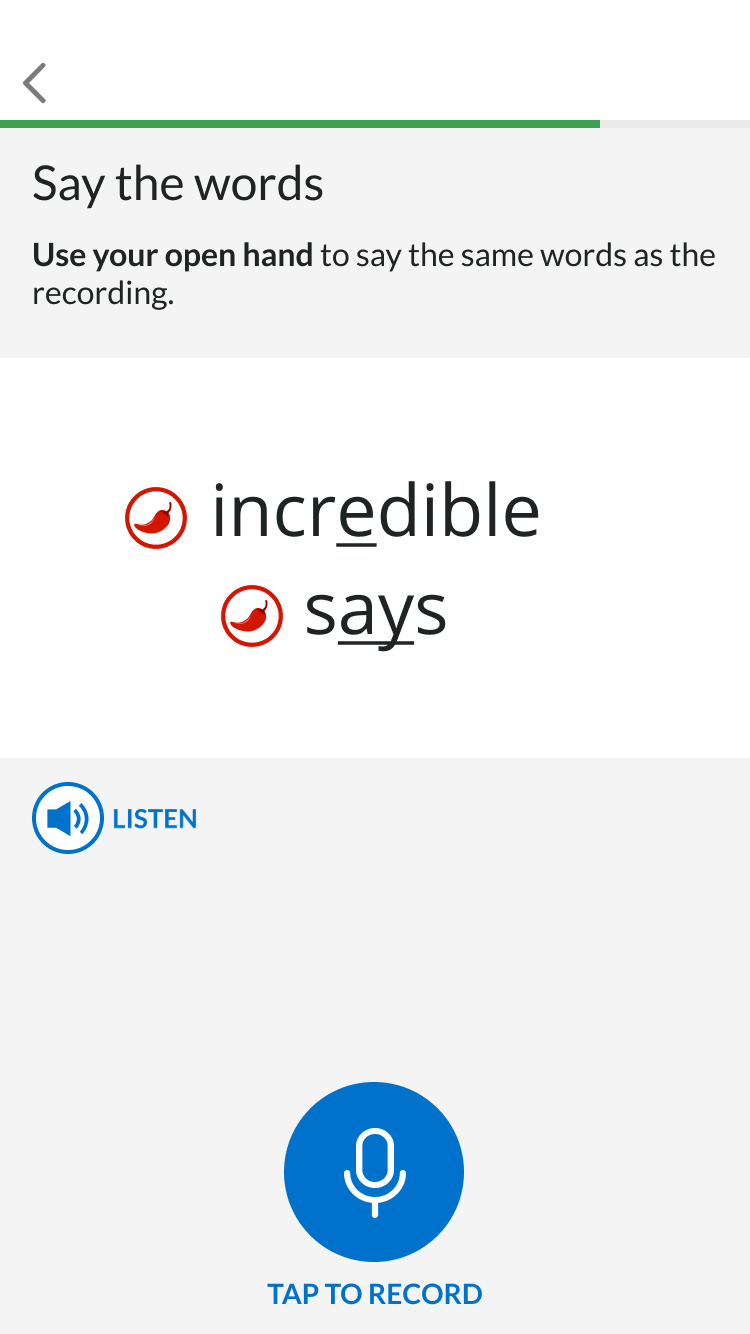 Say the words
Use your open hand to say the same words as the
recording.
incredible
says
LISTEN
TAP TO RECORD